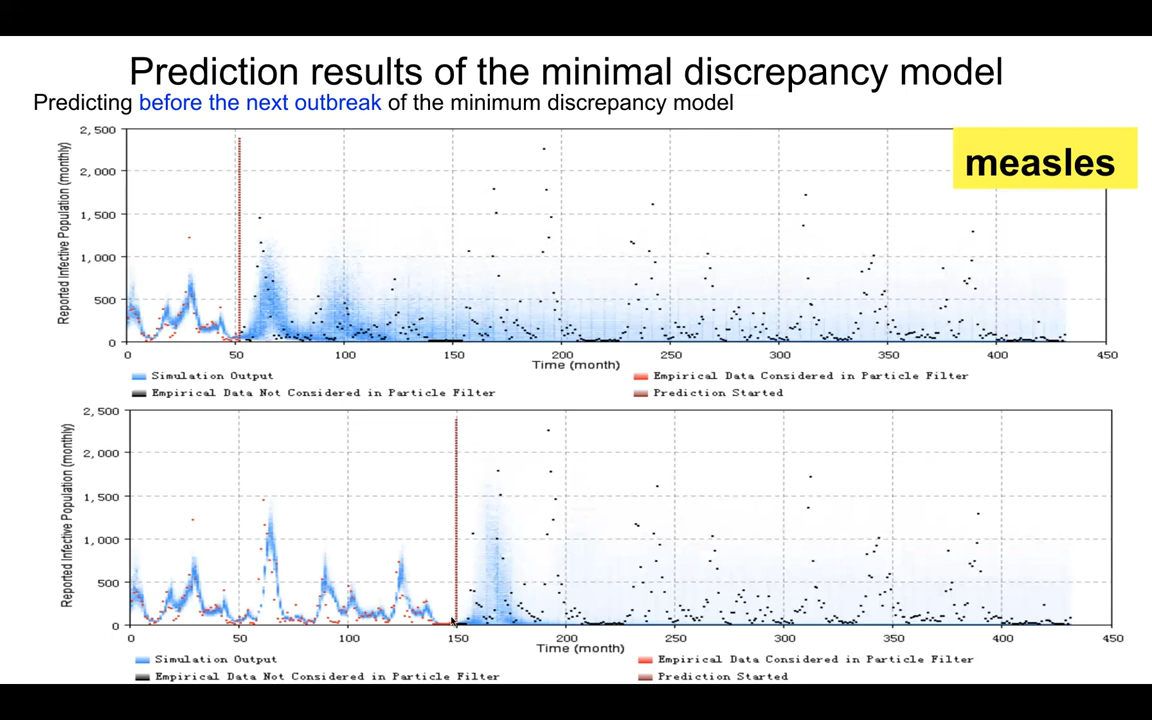 Prediction results of the minimal discrepancy model
Predicting before the next outbreak of the minimum discrepancy model
measles
Reported Infective Population (monthly)
2,500
2,000
1,500
1,000
500
0
0 50 100 150 200 250 300 350 400 450
Time (month)
Simulation Output
Empirical Data Considered in Particle Filter
Empirical Data Not Considered in Particle Filter
Prediction Started
Reported Infective Population (monthly)
2,500
2,000
1,500
1,000
500
0
0 50 100 150 200 250 300 350 400 450
Time (month)
Simulation Output
Empirical Data Considered in Particle Filter
Empirical Data Not Considered in Particle Filter
Prediction Started